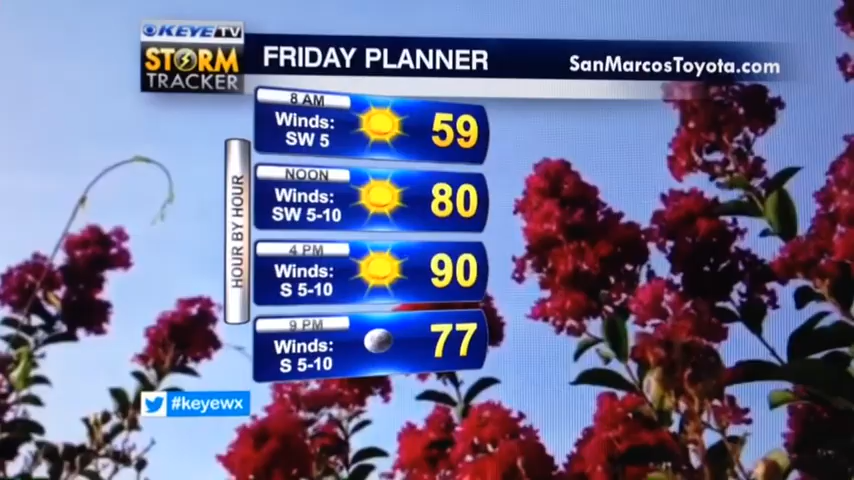 KEYE TV
STORM
TRACKER
FRIDAY PLANNER
SanMarcosToyota.com
HOUR BY HOUR
8 AM
Winds:
SW 5
59
NOON
Winds:
SW 5-10
80
4 PM
Winds:
S 5-10
90
9 PM
Winds:
S 5-10
77
#keyewx